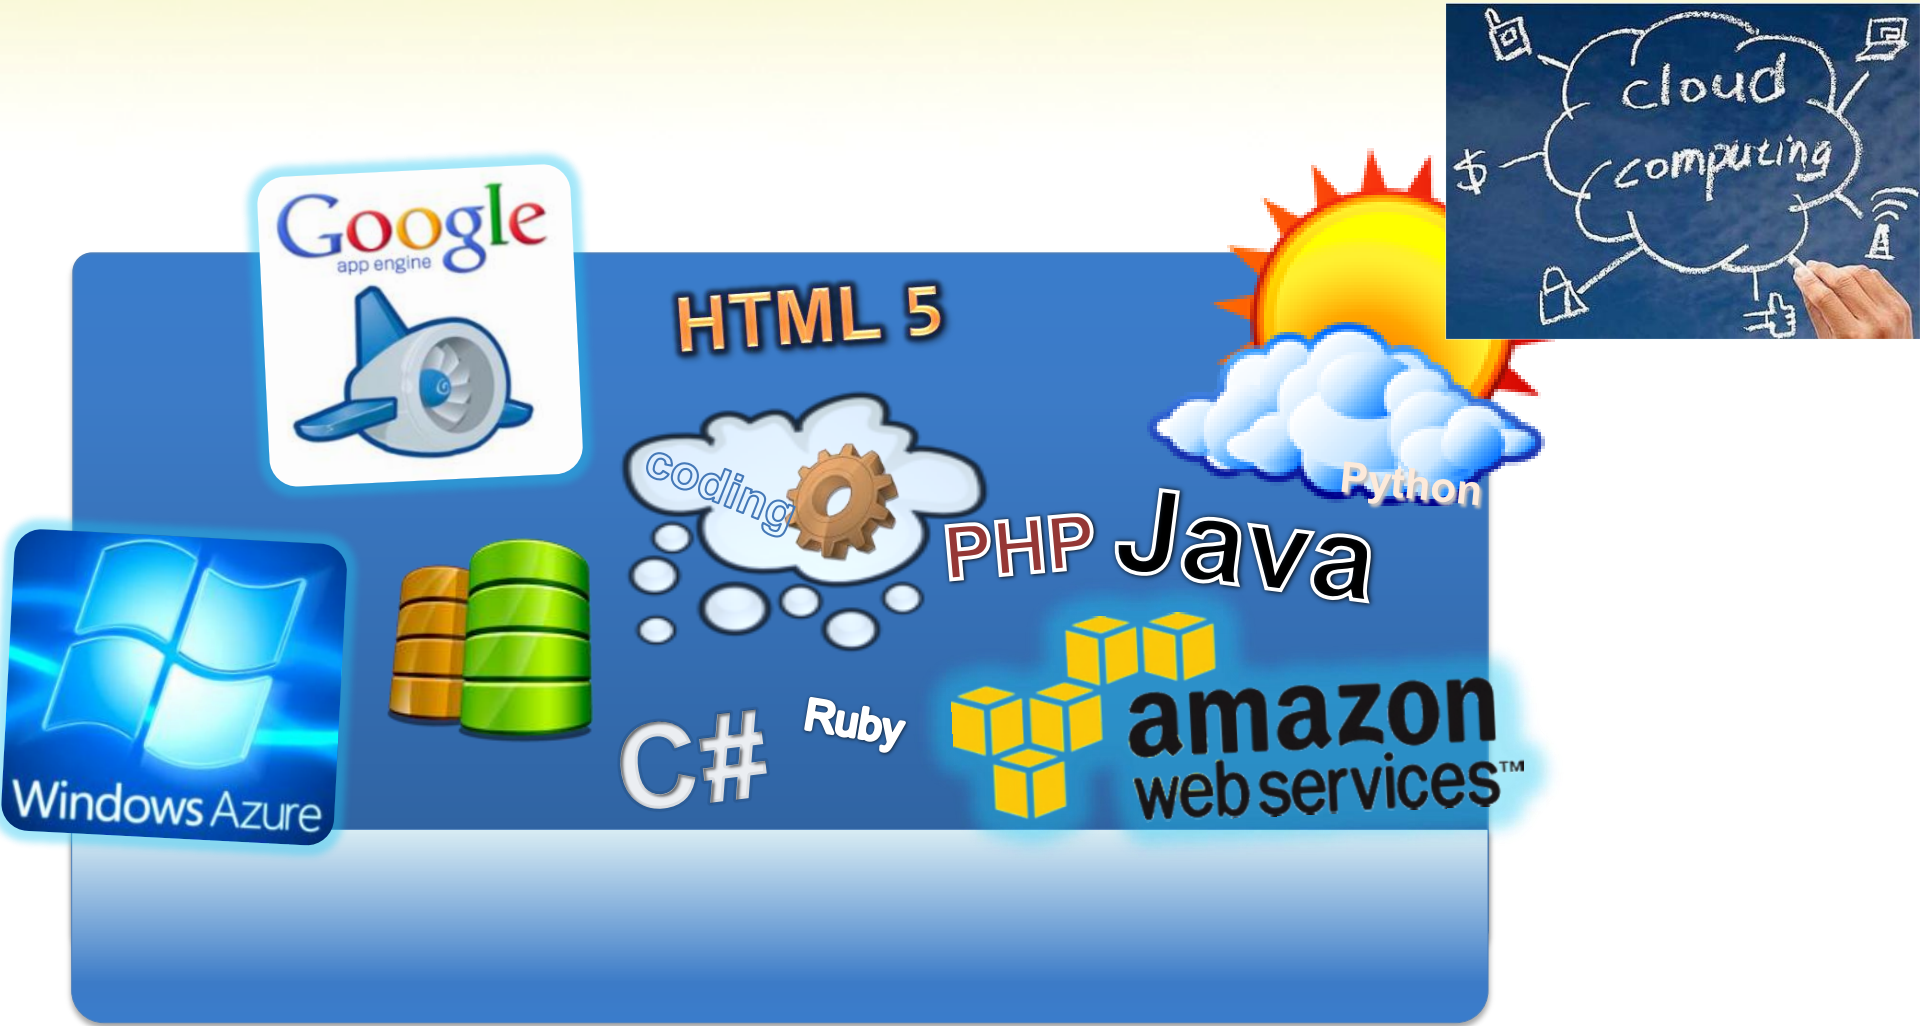 cloud
computing
$
Google
app engine
HTML 5
coding
Python
PHP
Java
Windows Azure
C#
Ruby
amazon
web services™